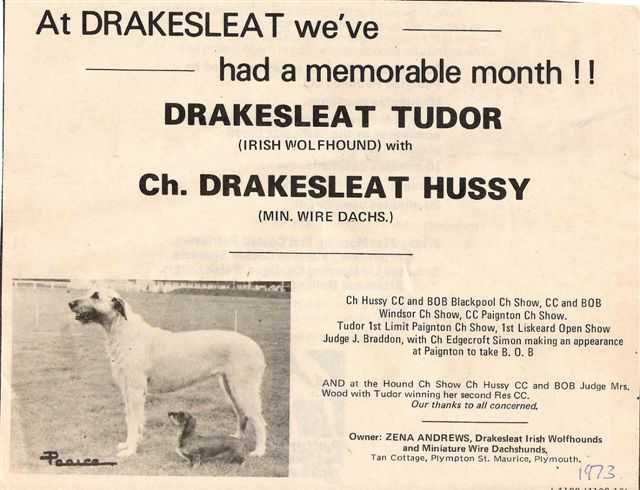 At DRAKESLEAT we've
had a memorable month !!
DRAKESLEAT TUDOR
(IRISH WOLFHOUND) with
Ch. DRAKESLEAT HUSSY
(MIN. WIRE DACHS.)
Ch Hussy CC and BOB Blackpool Ch Show, CC and BOB
Windsor Ch Show, CC Paignton Ch Show.
Tudor 1st Limit Paignton Ch Show, 1st Liskeard Open Show
Judge J. Braddon, with Ch Edgecroft Simon making an appearance
at Paignton to take B. O. B
AND at the Hound Ch Show Ch Hussy CC and BOB Judge Mrs.
Wood with Tudor winning her second Res CC.
Our thanks to all concerned.
Owner: ZENA ANDREWS, Drakesleat Irish Wolfhounds
and Miniature Wire Dachshunds,
Tan Cottage, Plympton St. Maurice, Plymouth.
Pearce
1973.